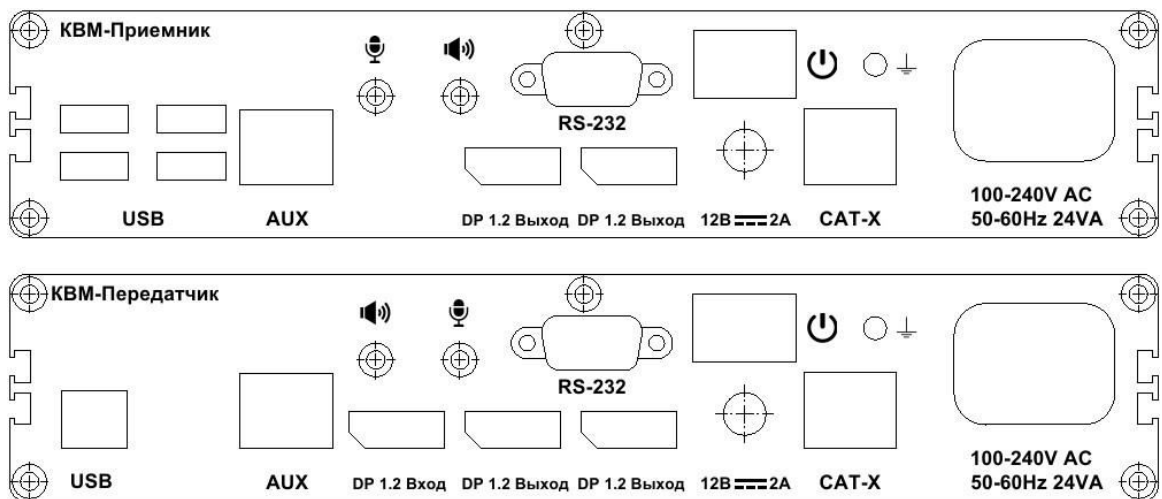 КВМ-Приемник
RS-232
USB
AUX
DP 1.2 Выход
DP 1.2 Выход
12В 2А
CAT-X
100-240V AC
50-60Hz 24VA
КВМ-Передатчик
RS-232
USB
AUX
DP 1.2 Вход
DP 1.2 Выход
DP 1.2 Выход
12В 2А
CAT-X
100-240V AC
50-60Hz 24VA